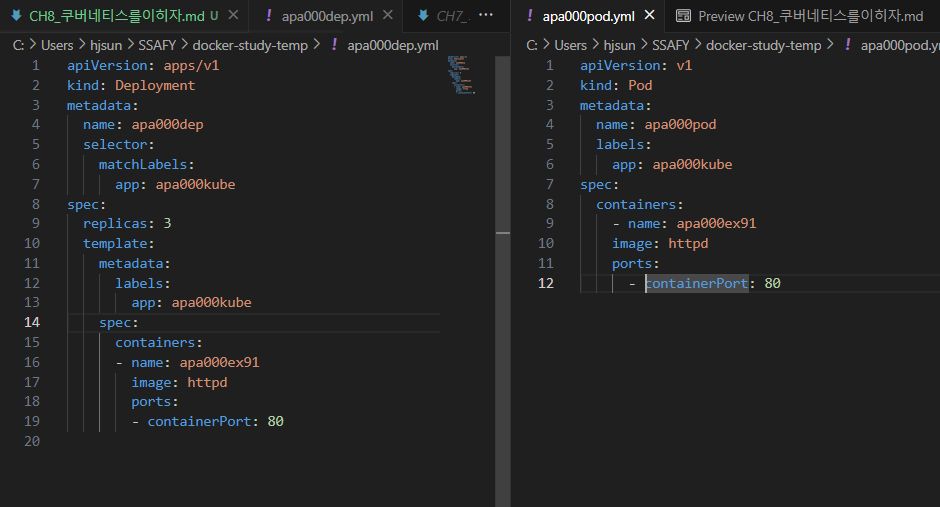 CH8_쿠버네티스를이히자.md U
apa000dep.yml
CH7_
C: > Users > hjsun > SSAFY > docker-study-temp > ! apa000dep.yml
1 apiVersion: apps/v1
2 kind: Deployment
3 metadata:
4 name: apa000dep
5 selector:
6 matchLabels:
7 app: apa000kube
8 spec:
9 replicas: 3
10 template:
11 metadata:
12 labels:
13 app: apa000kube
14 spec:
15 containers:
16 - name: apa000ex91
17 image: httpd
18 ports:
19 - containerPort: 80
20
apa000pod.yml
Preview CH8_쿠버네티스를이히자.md
C: > Users > hjsun > SSAFY > docker-study-temp > ! apa000pod.yml
1 apiVersion: v1
2 kind: Pod
3 metadata:
4 name: apa000pod
5 labels:
6 app: apa000kube
7 spec:
8 containers:
9 - name: apa000ex91
10 image: httpd
11 ports:
12 - containerPort: 80